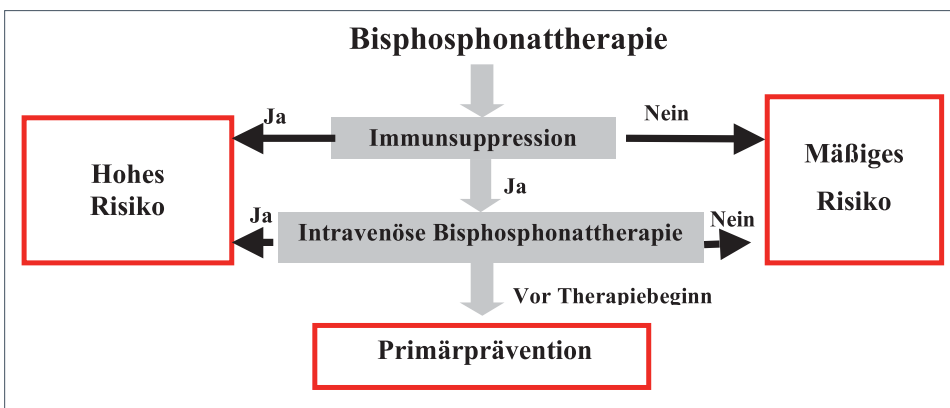 Bisphosphonattherapie
Ja
Nein
Immunsuppression
Hohes
Risiko
Mäßiges
Risiko
Ja
Ja
Intravenöse Bisphosphonattherapie
Nein
Vor Therapiebeginn
Primärprävention